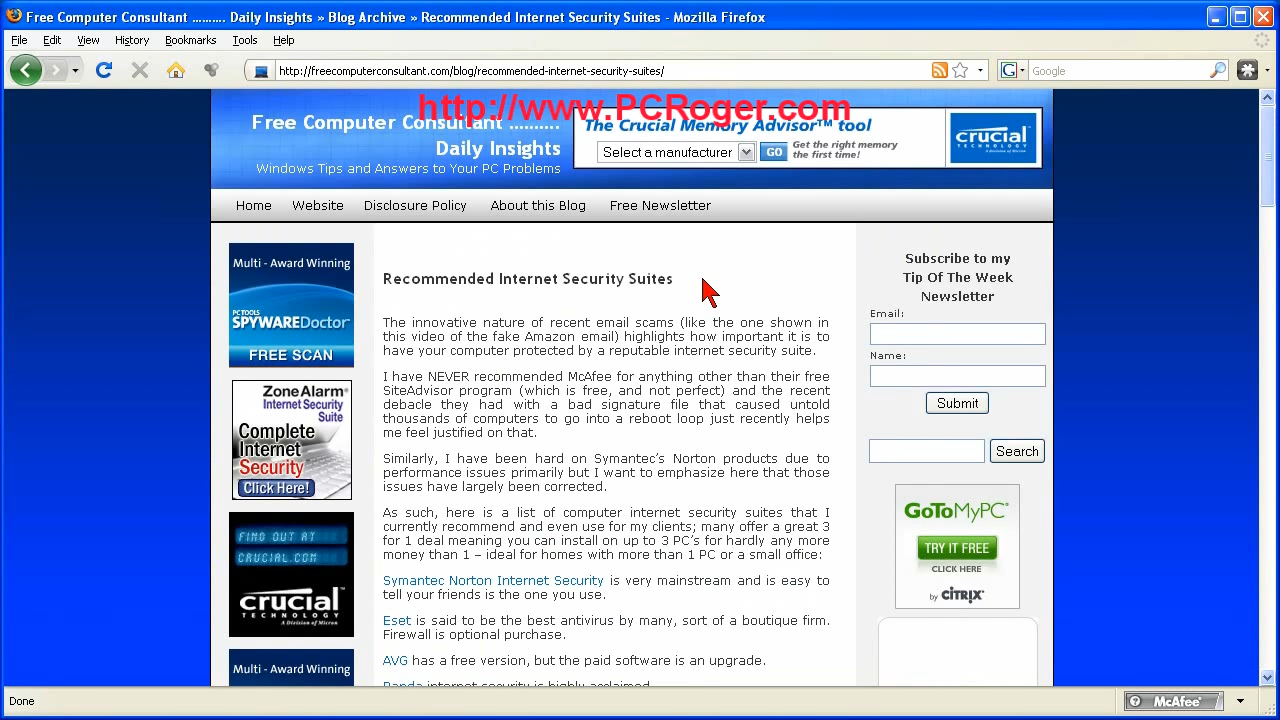 Free Computer Consultant .......... Daily Insights » Blog Archive » Recommended Internet Security Suites - Mozilla Firefox
File Edit View History Bookmarks Tools Help
http://freecomputerconsultant.com/blog/recommended-internet-security-suites/
G Google
http://www.PCRoger.com
Free Computer Consultant ..........
Daily Insights
Windows Tips and Answers to Your PC Problems
The Crucial Memory Advisor™ tool
Select a manufacturer GO Get the right memory
the first time!
crucial
TECHNOLOGY
A Division of Micron
Home Website Disclosure Policy About this Blog Free Newsletter
Multi - Award Winning
PC TOOLS
SPYWARE DOCTOR™
FREE SCAN
ZoneAlarm®
Internet Security
Suite
Complete
Internet
Security
Click Here!
FIND OUT AT
CRUCIAL.COM
crucial
TECHNOLOGY
A Division of Micron
Multi - Award Winning
Recommended Internet Security Suites
The innovative nature of recent email scams (like the one shown in
this video of the fake Amazon email) highlights how important it is to
have your computer protected by a reputable internet security suite.
I have NEVER recommended McAfee for anything other than their free
SiteAdvisor program (which is free, and not perfect) and the recent
debacle they had with a bad signature file that caused untold
thousands of computers to go into a reboot loop just recently helps
me feel justified on that.
Similarly, I have been hard on Symantec's Norton products due to
performance issues primarily but I want to emphasize here that those
issues have largely been corrected.
As such, here is a list of computer internet security suites that I
currently recommend and even use for my clients; many offer a great 3
for 1 deal meaning you can install on up to 3 PC's for hardly any more
money than 1 – ideal for homes with more than 1 PC or a small office:
Symantec Norton Internet Security is very mainstream and is easy to
tell your friends is the one you use.
Eset is said to be the best antivirus by many, sort of a boutique firm.
Firewall is optional purchase.
AVG has a free version, but the paid software is an upgrade.
Panda internet security is highly acclaimed
Subscribe to my
Tip Of The Week
Newsletter
Email:
Name:
Submit
Search
GoToMyPC®
TRY IT FREE
CLICK HERE
by CITRIX®
Done
McAfee